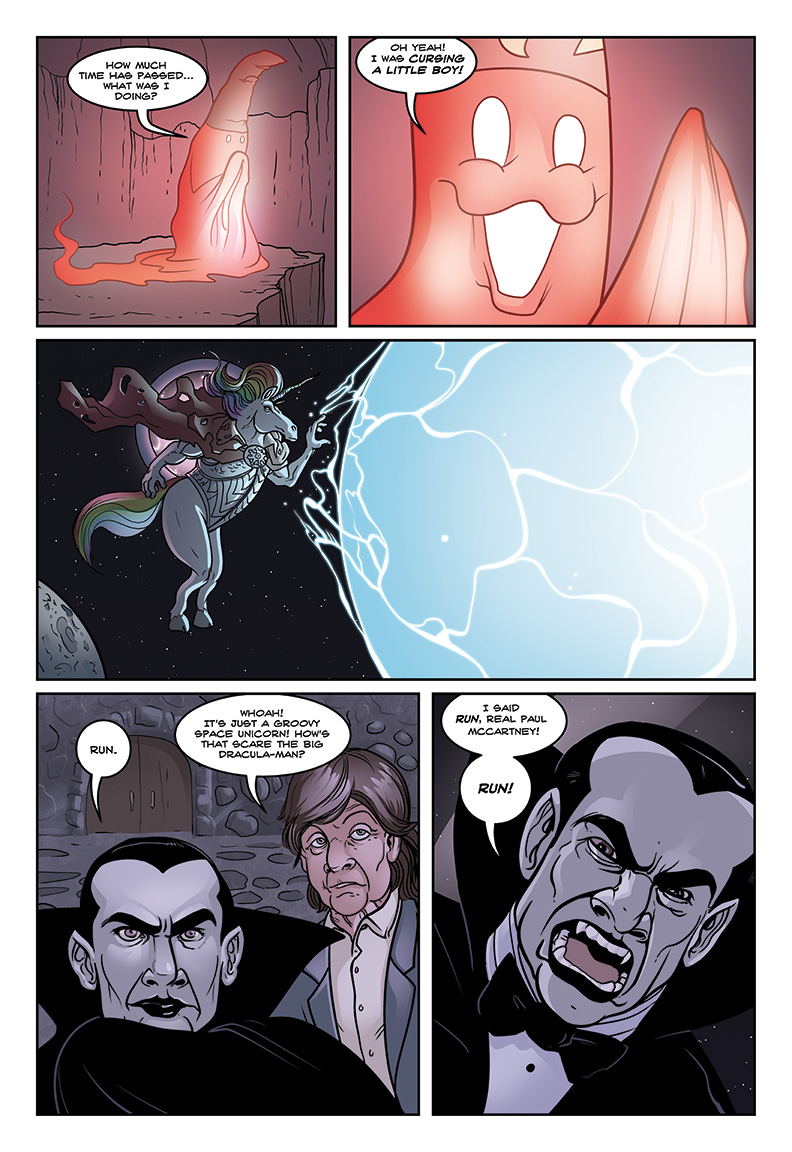 HOW MUCH
TIME HAS PASSED...
WHAT WAS I
DOING?
OH YEAH!
I WAS CURSING
A LITTLE BOY!
RUN.
WHOAH!
IT'S JUST A GROOVY
SPACE UNICORN! HOW'S
THAT SCARE THE BIG
DRACULA-MAN?
I SAID
RUN, REAL PAUL
MCCARTNEY!
RUN!